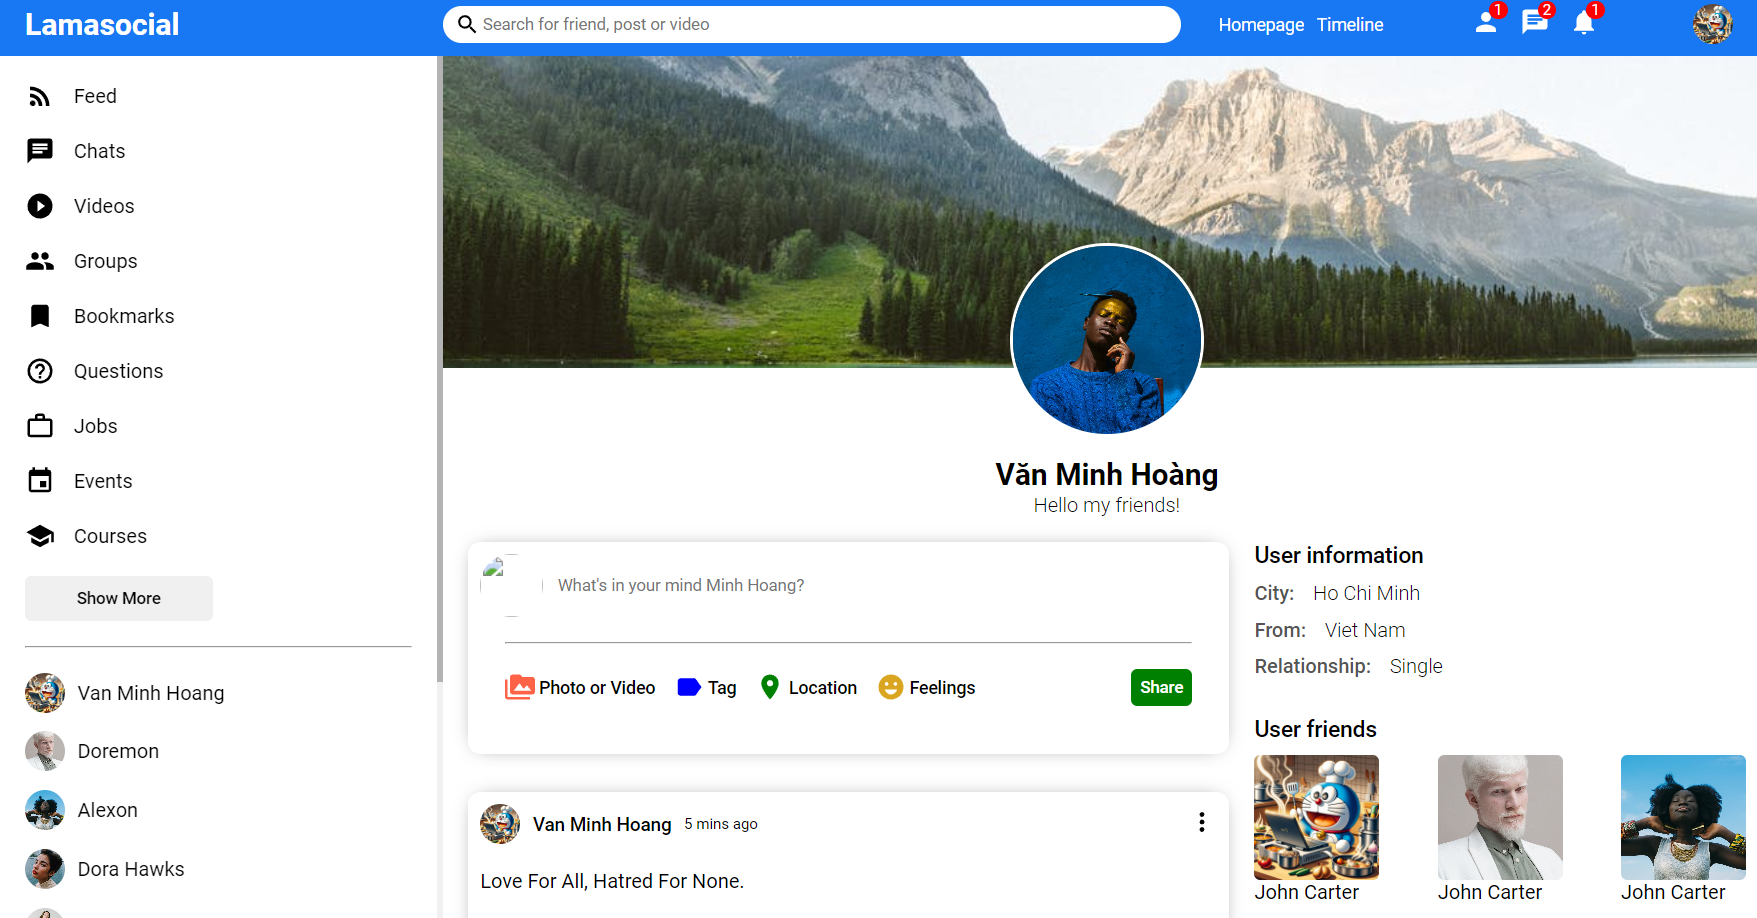 Lamasocial
Search for friend, post or video
Homepage Timeline
1
2
1
Feed
Chats
Videos
Groups
Bookmarks
Questions
Jobs
Events
Courses
Show More
Van Minh Hoang
Doremon
Alexon
Dora Hawks
Văn Minh Hoàng
Hello my friends!
What's in your mind Minh Hoang?
Photo or Video Tag Location Feelings Share
Van Minh Hoang 5 mins ago
Love For All, Hatred For None.
User information
City: Ho Chi Minh
From: Viet Nam
Relationship: Single
User friends
John Carter John Carter John Carter